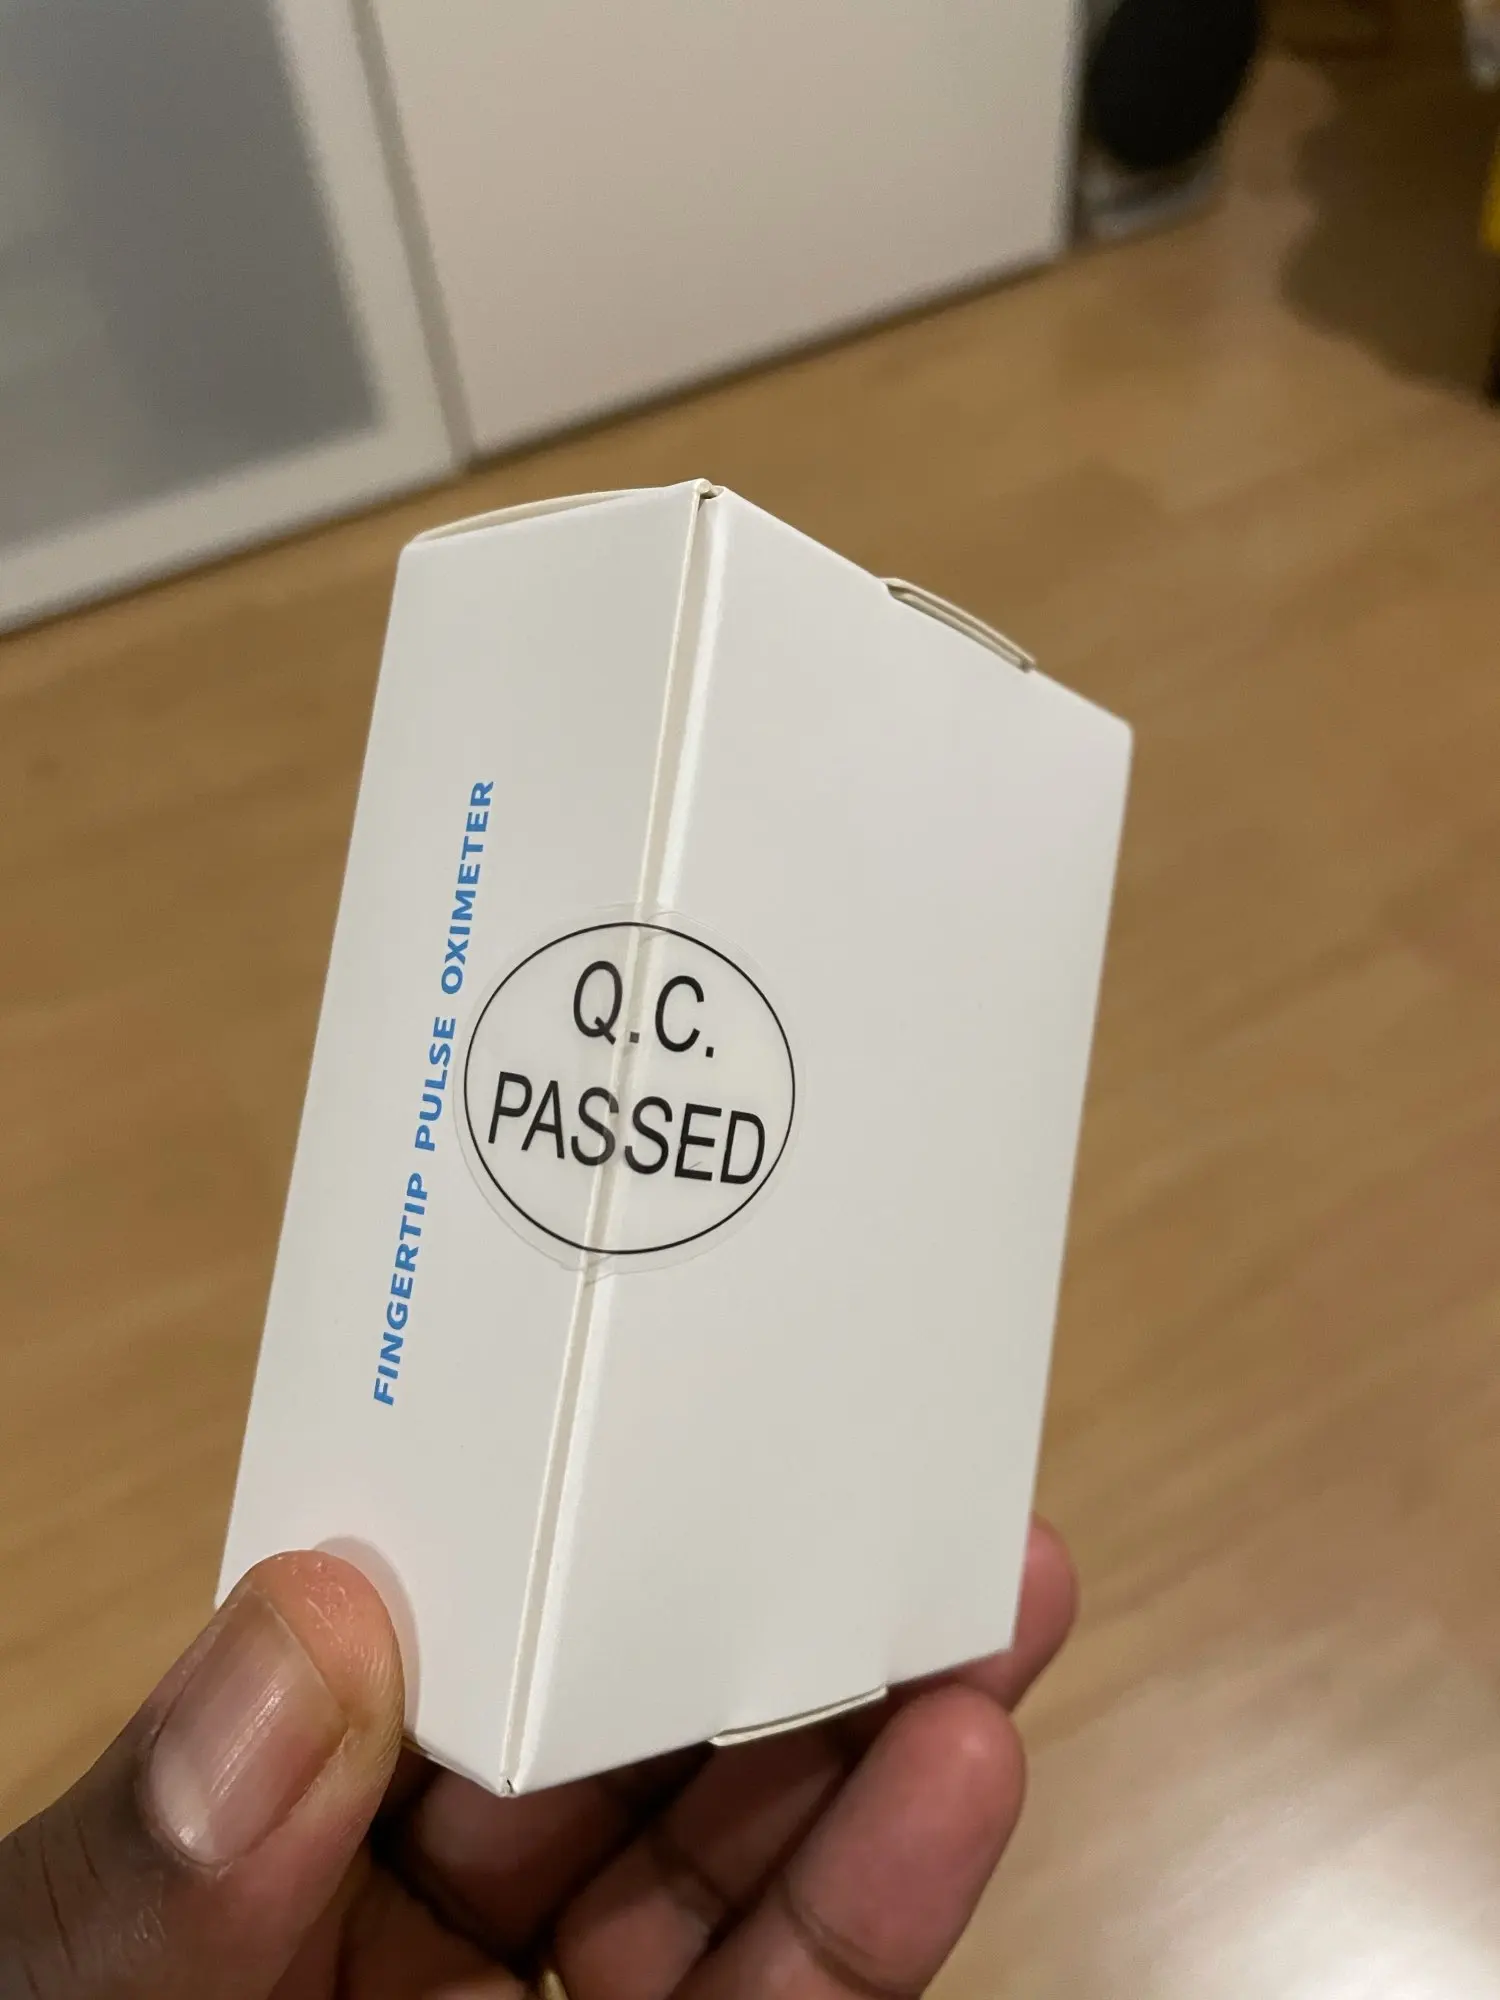 FINGERTIP PULSE OXIMETER
Q.C.
PASSED